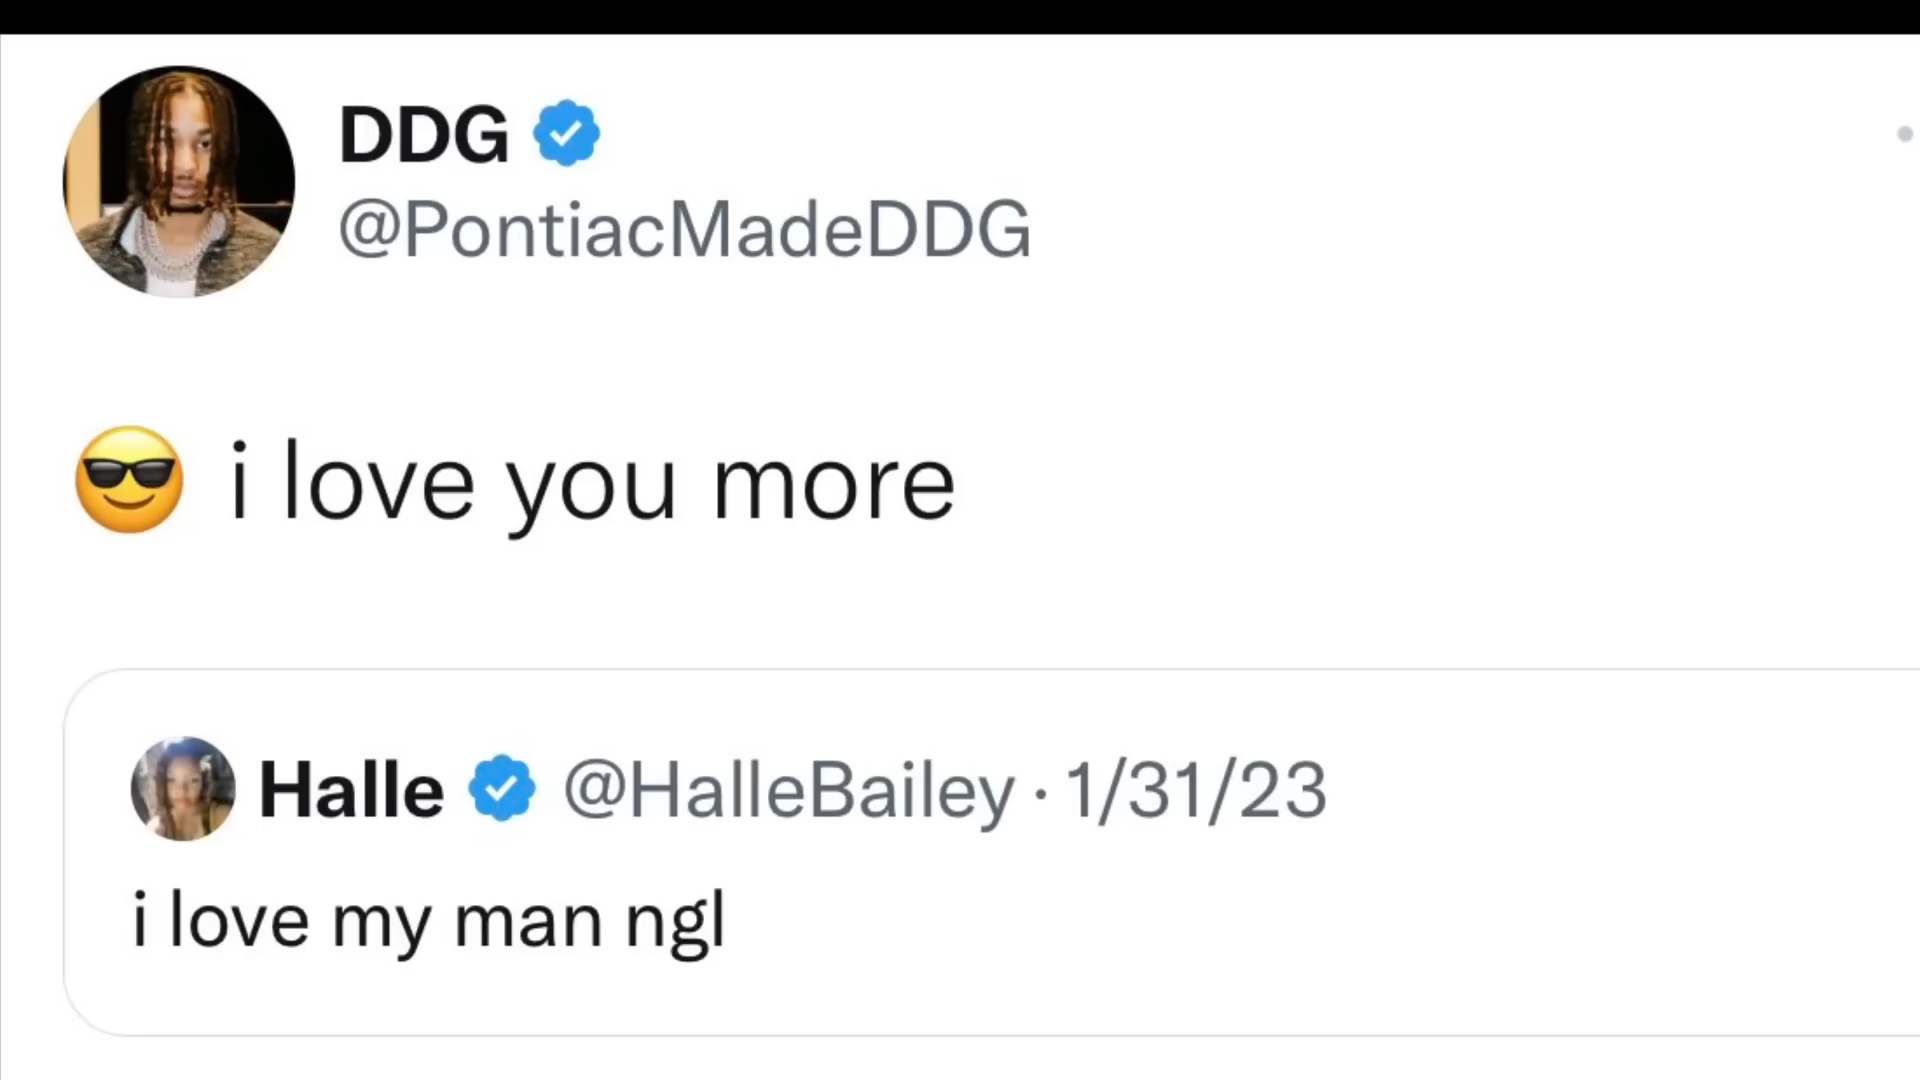 DDG
@PontiacMadeDDG
😎 i love you more
Halle @HalleBailey · 1/31/23
i love my man ngl